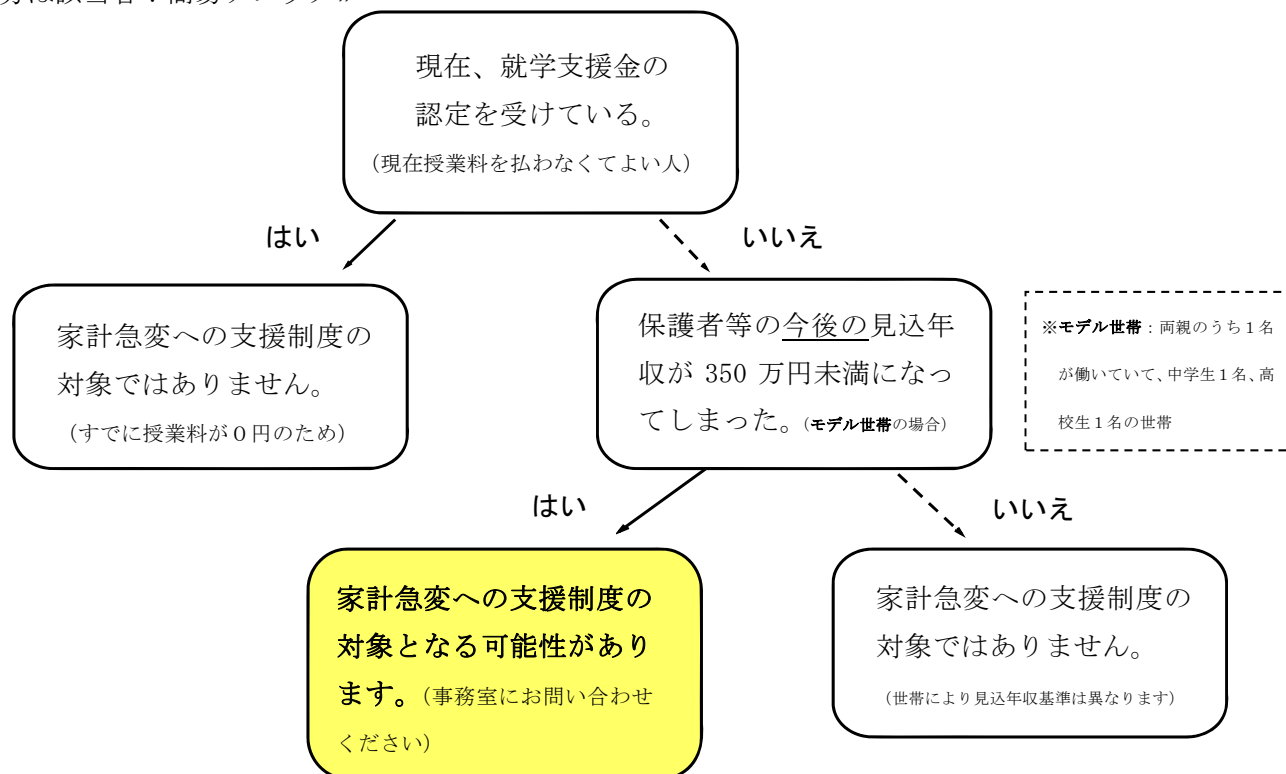 現在、就学支援金の
認定を受けている。
（現在授業料を払わなくてよい人）
はい
いいえ
家計急変への支援制度の
対象ではありません。
（すでに授業料が０円のため）
保護者等の今後の見込年
収が 350 万円未満になっ
てしまった。（モデル世帯の場合）
※モデル世帯：両親のうち１名
が働いていて、中学生１名、高
校生１名の世帯
はい
いいえ
家計急変への支援制度の
対象となる可能性があり
ます。（事務室にお問い合わせ
ください）
家計急変への支援制度の
対象ではありません。
（世帯により見込年収基準は異なります）